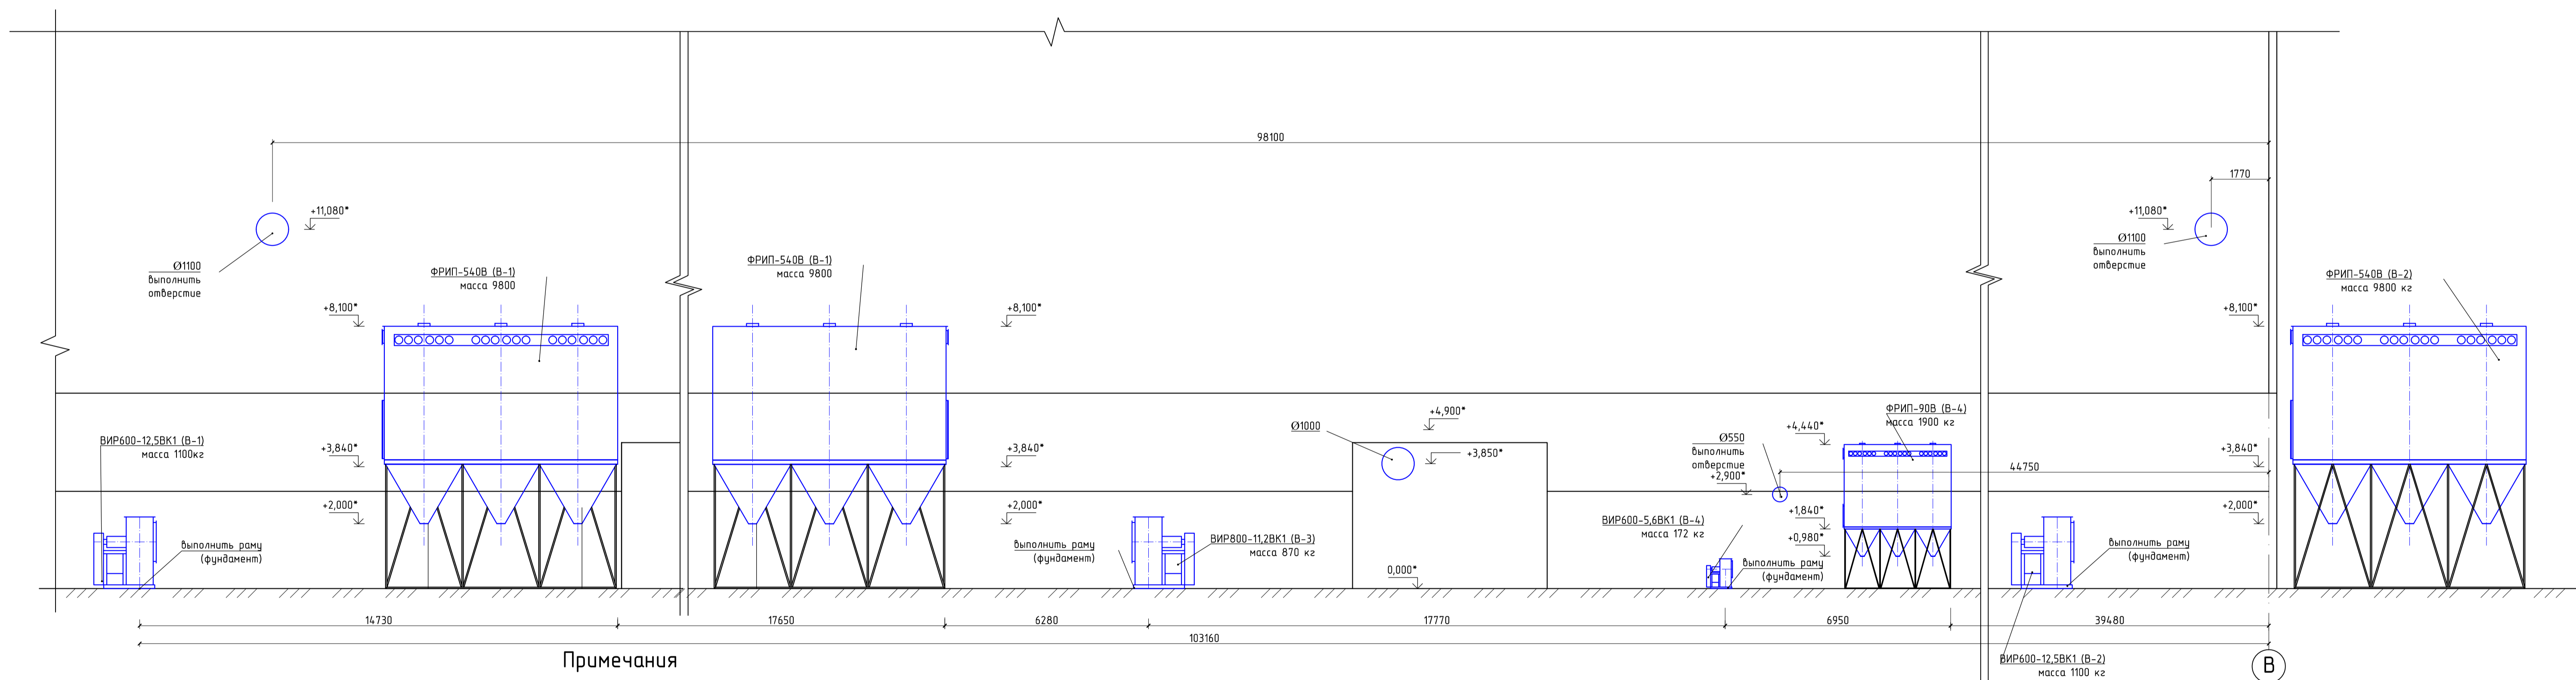 98100
1770
+11,080*
+11,080*
Ø1100
выполнить
отверстие
Ø1100
выполнить
отверстие
ФРИП-540В (В-1)
масса 9800
ФРИП-540В (В-1)
масса 9800
ФРИП-540В (В-2)
масса 9800 кг
+8,100*
+8,100*
+8,100*
+4,900*
Ø1000
+3,850*
ФРИП-90В (В-4)
масса 1900 кг
+4,440*
Ø550
выполнить
отверстие
+2,900*
44750
ВИР600-12,5ВК1 (В-1)
масса 1100кг
+3,840*
+3,840*
+3,840*
+2,000*
+2,000*
+2,000*
+1,840*
+0,980*
ВИР600-5,6ВК1 (В-4)
масса 172 кг
выполнить раму
(фундамент)
выполнить раму
(фундамент)
ВИР800-11,2ВК1 (В-3)
масса 870 кг
выполнить раму
(фундамент)
выполнить раму
(фундамент)
0,000*
14730
17650
6280
17770
6950
39480
103160
Примечания
ВИР600-12,5ВК1 (В-2)
масса 1100 кг
В